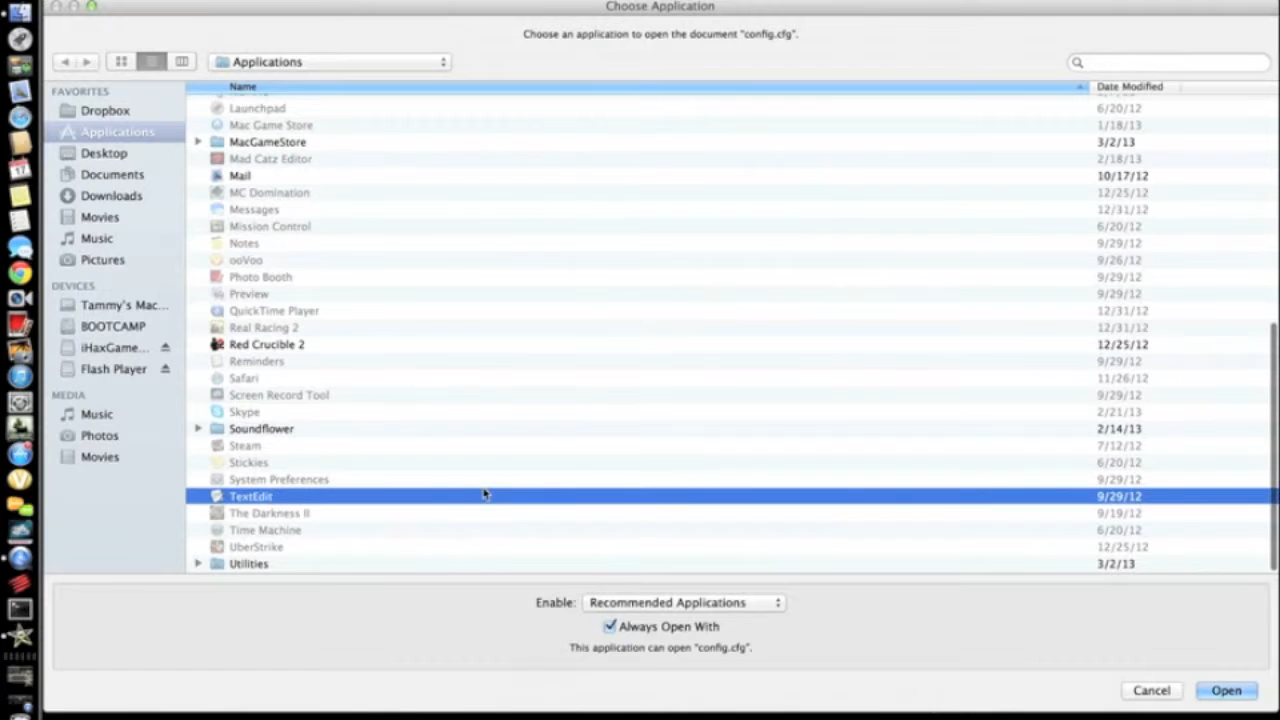 Choose Application
Choose an application to open the document "config.cfg".
Applications
FAVORITES
Dropbox
Applications
Desktop
Documents
Downloads
Movies
Music
Pictures
DEVICES
Tammy's Mac...
BOOTCAMP
iHaxGame...
Flash Player
MEDIA
Music
Photos
Movies
Name Date Modified
Launchpad 6/20/12
Mac Game Store 1/18/13
MacGameStore 3/2/13
Mad Catz Editor 2/18/13
Mail 10/17/12
MC Domination 12/25/12
Messages 12/31/12
Mission Control 6/20/12
Notes 9/29/12
ooVoo 9/26/12
Photo Booth 9/29/12
Preview 9/29/12
QuickTime Player 12/31/12
Real Racing 2 12/31/12
Red Crucible 2 12/25/12
Reminders 9/29/12
Safari 11/26/12
Screen Record Tool 9/29/12
Skype 2/21/13
Soundflower 2/14/13
Steam 7/12/12
Stickies 6/20/12
System Preferences 9/29/12
TextEdit 9/29/12
The Darkness II 9/19/12
Time Machine 6/20/12
UberStrike 12/25/12
Utilities 3/2/13
Enable: Recommended Applications
Always Open With
This application can open "config.cfg".
Cancel Open
17